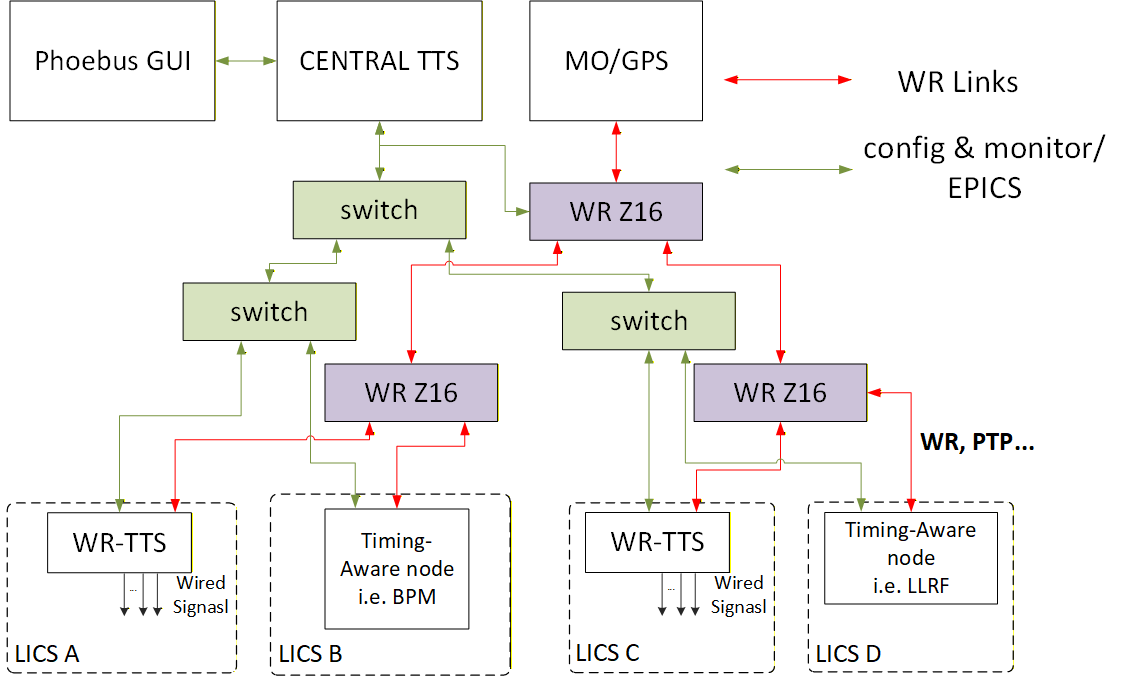 Phoebus GUI
CENTRAL TTS
MO/GPS
WR Links
config & monitor/
EPICS
switch
WR Z16
switch
switch
WR Z16
WR Z16
WR, PTP...
WR-TTS
...
Wired
Signasl
LICS A
Timing-
Aware node
i.e. BPM
LICS B
WR-TTS
...
Wired
Signasl
LICS C
Timing-Aware
node
i.e. LLRF
LICS D